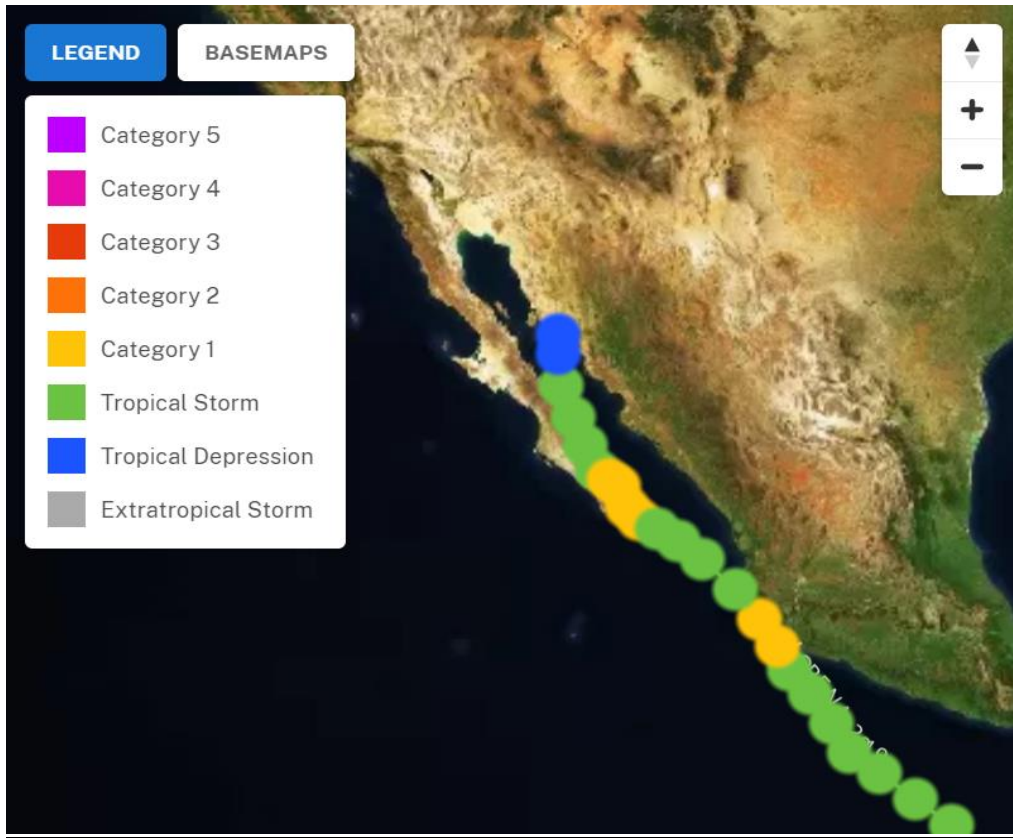 LEGEND
BASEMAPS
Category 5
Category 4
Category 3
Category 2
Category 1
Tropical Storm
Tropical Depression
Extratropical Storm